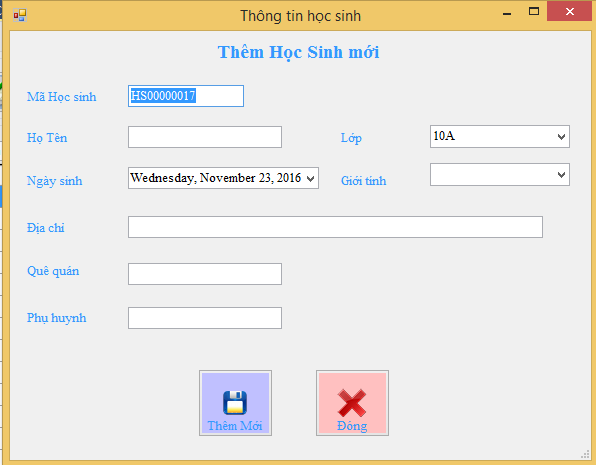 Thông tin học sinh
Thêm Học Sinh mới
Mã Học sinh HS00000017
Họ Tên Lớp 10A
Ngày sinh Wednesday, November 23, 2016 Giới tính
Địa chỉ
Quê quán
Phụ huynh
Thêm Mới Đóng